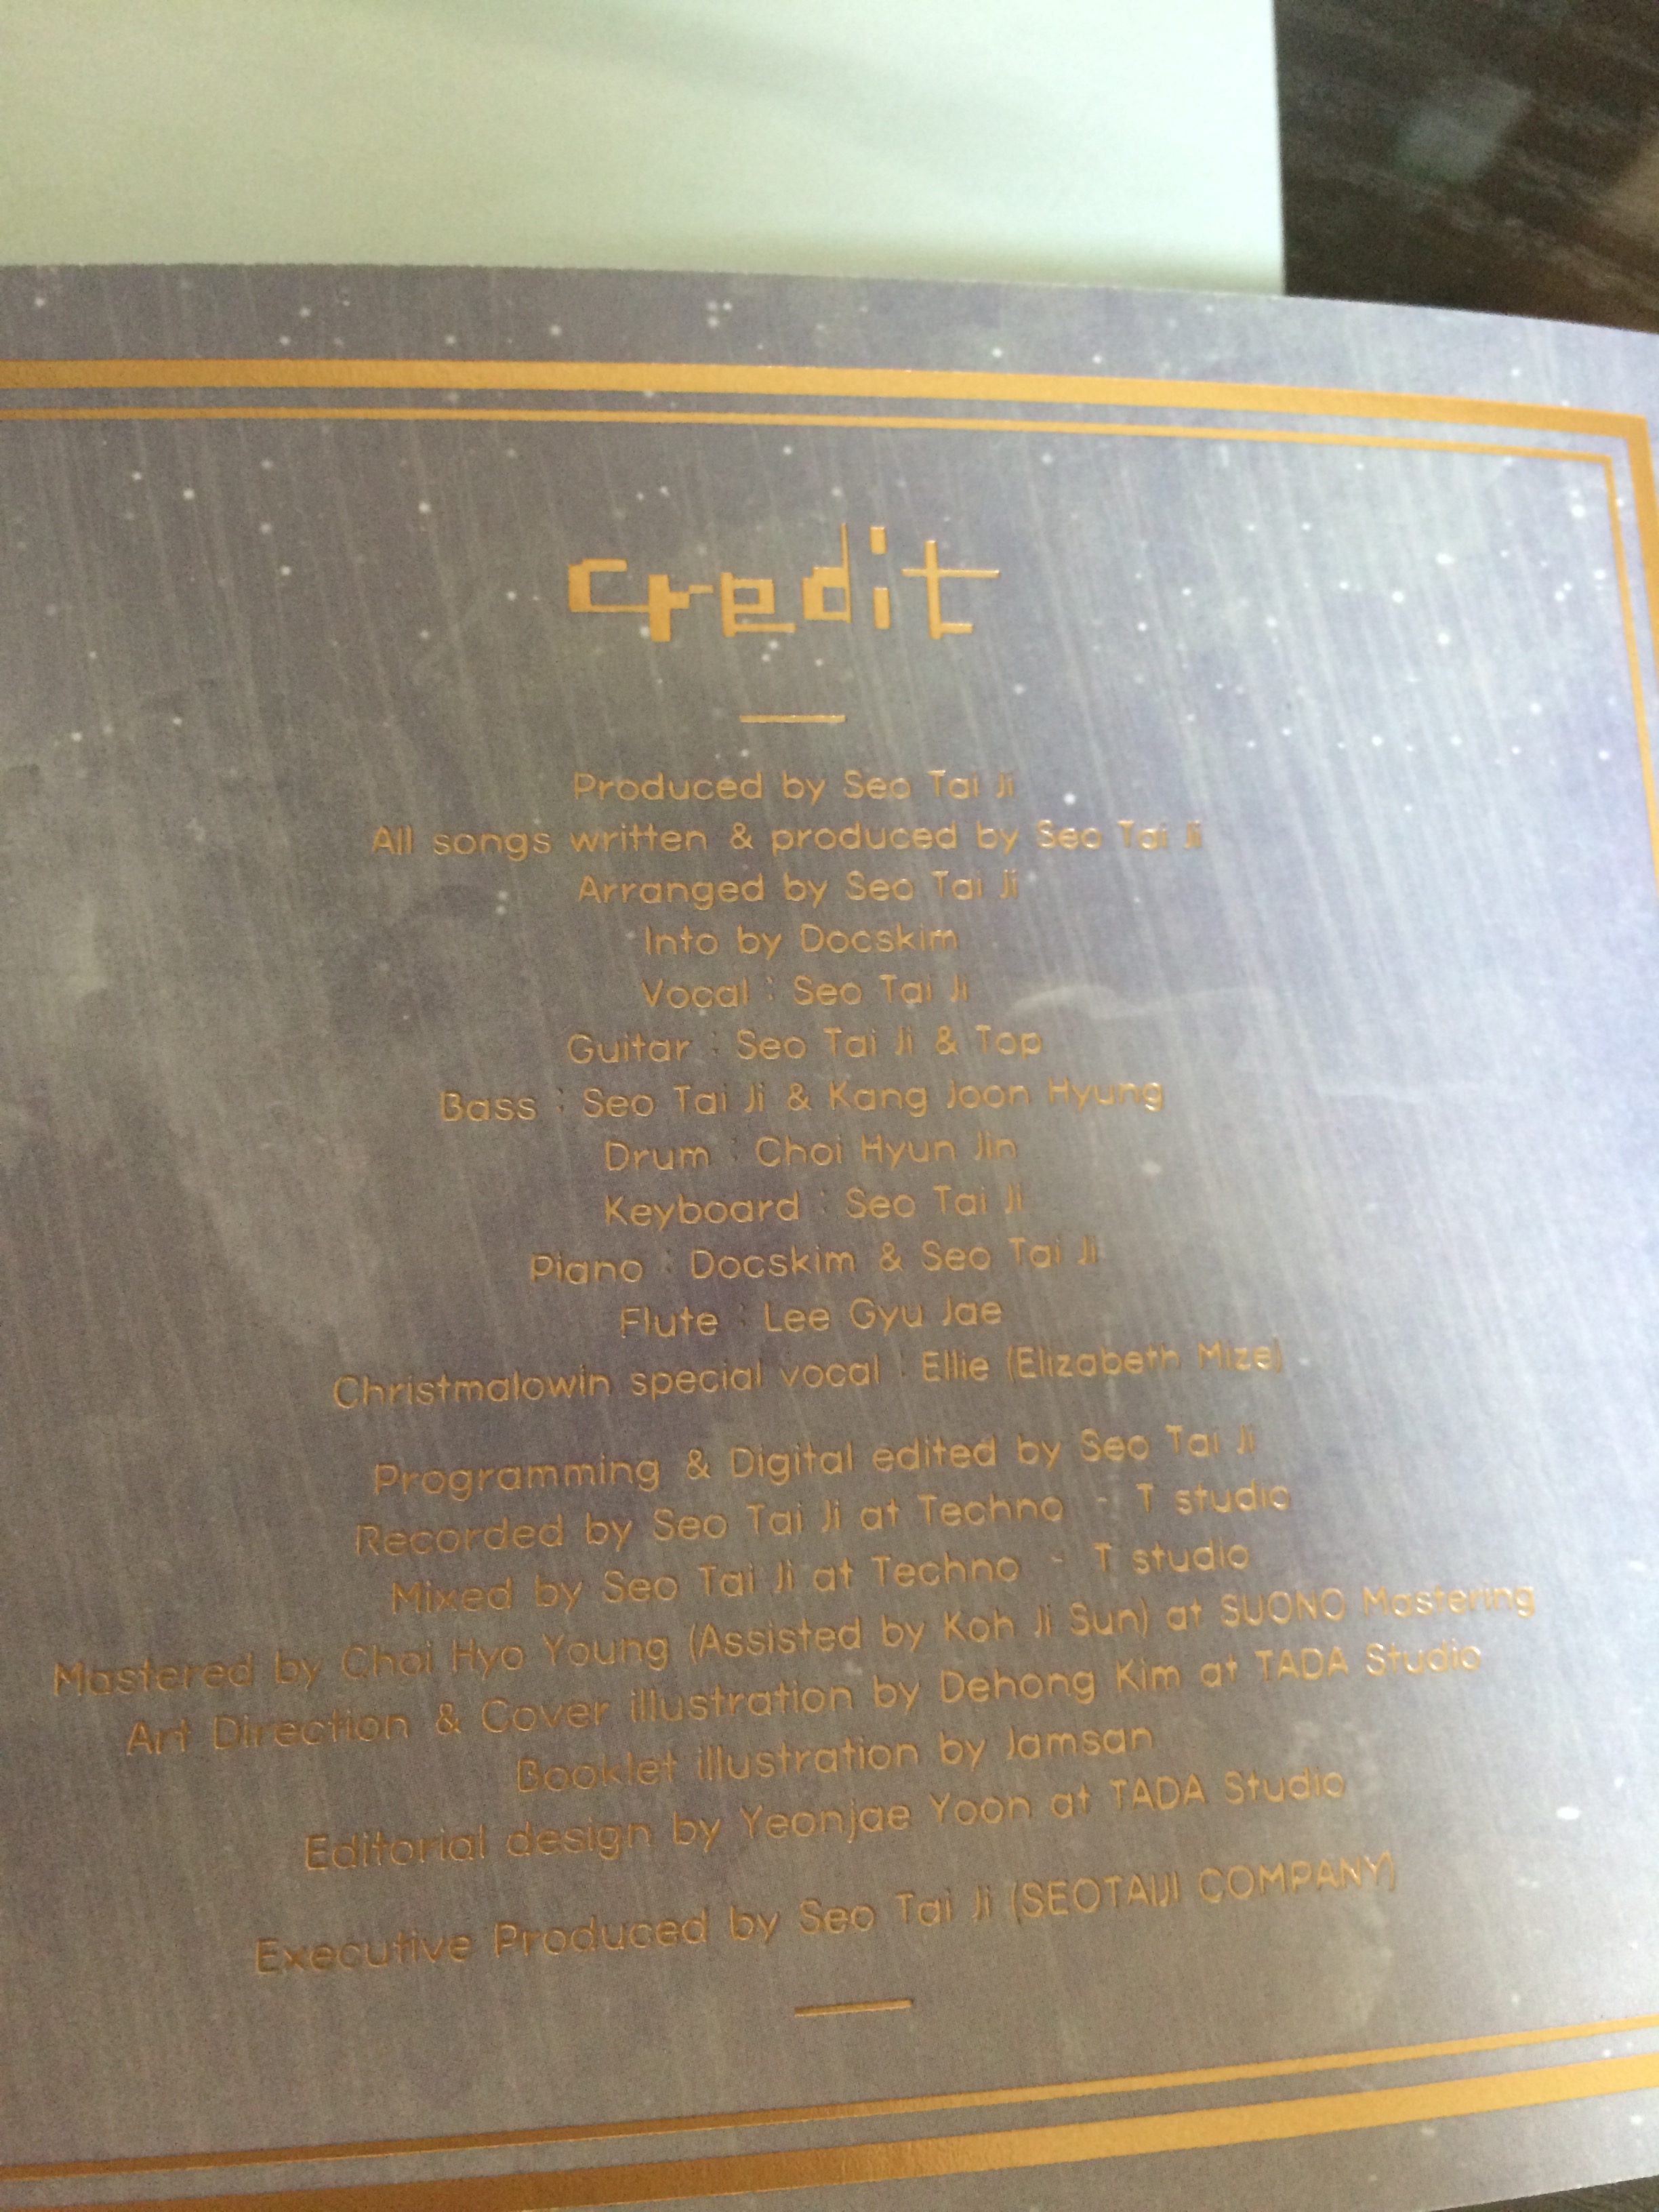 credit
Produced by Seo Tai Ji
All songs written & produced by Seo Tai Ji
Arranged by Seo Tai Ji
Into by Docskim
Vocal : Seo Tai Ji
Guitar : Seo Tai Ji & Top
Bass : Seo Tai Ji & Kang Joon Hyung
Drum : Choi Hyun Jin
Keyboard : Seo Tai Ji
Piano : Docskim & Seo Tai Ji
Flute : Lee Gyu Jae
Christmalowin special vocal : Ellie (Elizabeth Mize)
Programming & Digital edited by Seo Tai Ji
Recorded by Seo Tai Ji at Techno - T studio
Mixed by Seo Tai Ji at Techno - T studio
Mastered by Choi Hyo Young (Assisted by Koh Ji Sun) at SUONO Mastering
Art Direction & Cover illustration by Dehong Kim at TADA Studio
Booklet illustration by Jamsan
Editorial design by Yeonjae Yoon at TADA Studio
Executive Produced by Seo Tai Ji (SEOTAIJI COMPANY)